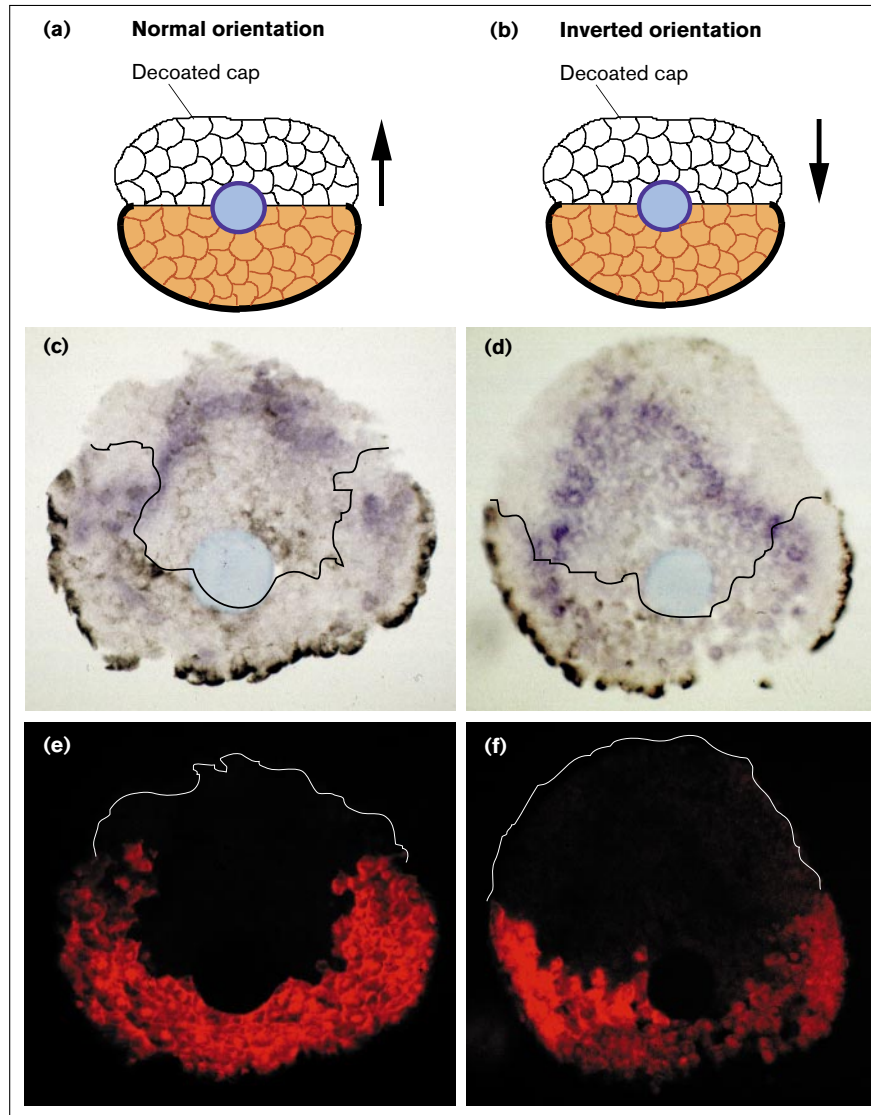 (a) Normal orientation
(b) Inverted orientation
Decoated cap
Decoated cap
(c)
(d)
(e)
(f)